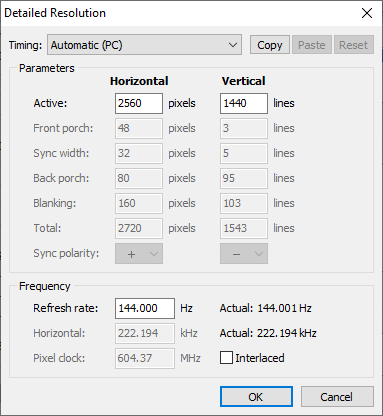 Detailed Resolution
Timing: Automatic (PC) Copy Paste Reset
Parameters
Horizontal Vertical
Active: 2560 pixels 1440 lines
Front porch: 48 pixels 3 lines
Sync width: 32 pixels 5 lines
Back porch: 80 pixels 95 lines
Blanking: 160 pixels 103 lines
Total: 2720 pixels 1543 lines
Sync polarity: + −
Frequency
Refresh rate: 144.000 Hz Actual: 144.001 Hz
Horizontal: 222.194 kHz Actual: 222.194 kHz
Pixel clock: 604.37 MHz Interlaced
OK Cancel